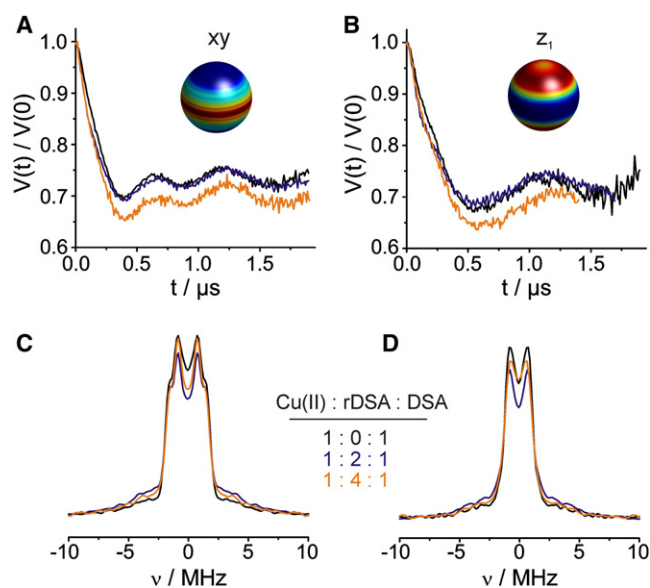 A
xy
V(t) / V(0)
1.0
0.9
0.8
0.7
0.6
0.0 0.5 1.0 1.5
t / µs
B
z₁
V(t) / V(0)
1.0
0.9
0.8
0.7
0.6
0.0 0.5 1.0 1.5
t / µs
C
-10 -5 0 5 10
ν / MHz
Cu(II) : rDSA : DSA
1 : 0 : 1
1 : 2 : 1
1 : 4 : 1
D
-10 -5 0 5 10
ν / MHz